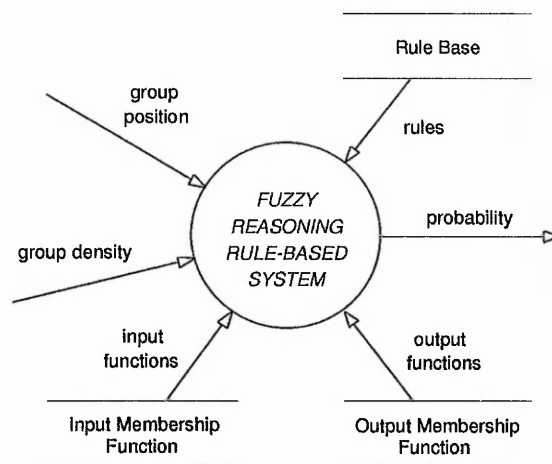 Rule Base
group
position
rules
FUZZY
REASONING
RULE-BASED
SYSTEM
probability
group density
input
functions
output
functions
Input Membership
Function
Output Membership
Function